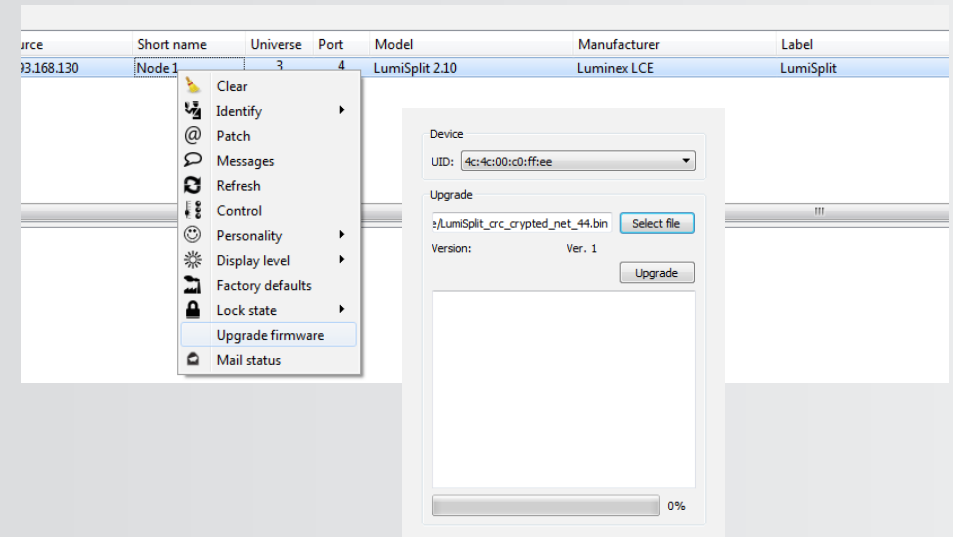 urce Short name Universe Port Model Manufacturer Label
93.168.130 Node 1 3 4 LumiSplit 2.10 Luminex LCE LumiSplit
Clear
Identify
@ Patch
Messages
Refresh
Control
Personality
Display level
Factory defaults
Lock state
Upgrade firmware
Mail status
Device
UID: 4c:4c:00:c0:ff:ee
Upgrade
e/LumiSplit_crc_crypted_net_44.bin Select file
Version: Ver. 1
Upgrade
0%